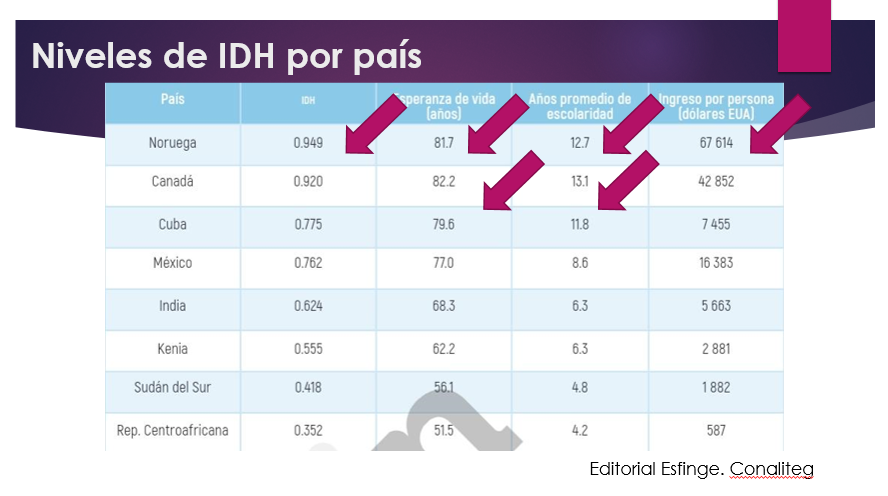 Niveles de IDH por país
País IDH Esperanza de vida (años) Años promedio de escolaridad Ingreso por persona (dólares EUA)
Noruega 0.949 81.7 12.7 67 614
Canadá 0.920 82.2 13.1 42 852
Cuba 0.775 79.6 11.8 7 455
México 0.762 77.0 8.6 16 383
India 0.624 68.3 6.3 5 663
Kenia 0.555 62.2 6.3 2 881
Sudán del Sur 0.418 56.1 4.8 1 882
Rep. Centroafricana 0.352 51.5 4.2 587
Editorial Esfinge. Conaliteg